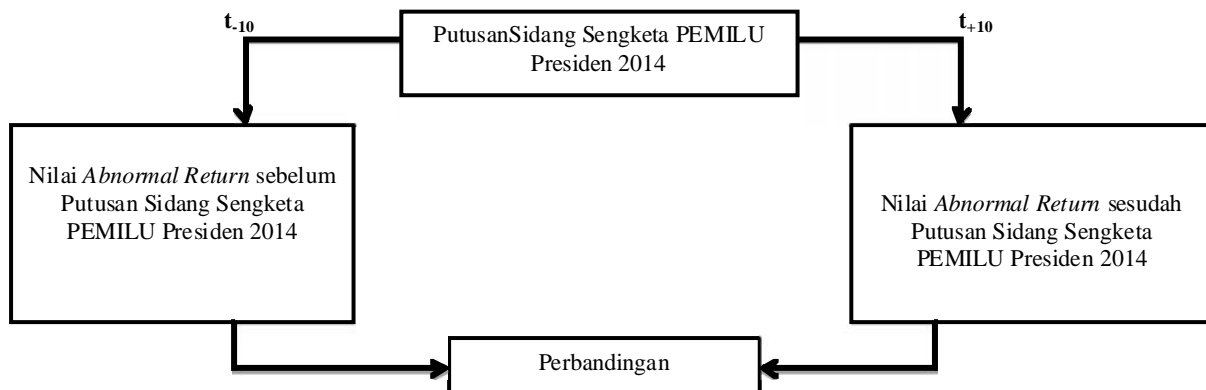 t-10
PutusanSidang Sengketa PEMILU
Presiden 2014
t+10
Nilai Abnormal Return sebelum
Putusan Sidang Sengketa
PEMILU Presiden 2014
Nilai Abnormal Return sesudah
Putusan Sidang Sengketa
PEMILU Presiden 2014
Perbandingan